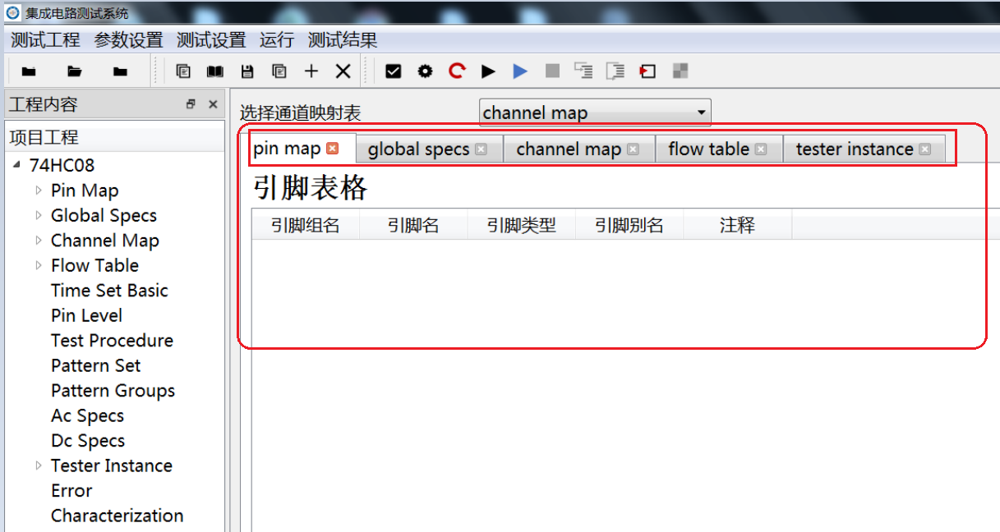 集成电路测试系统
测试工程 参数设置 测试设置 运行 测试结果
工程内容
选择通道映射表 channel map
项目工程
74HC08
Pin Map
Global Specs
Channel Map
Flow Table
Time Set Basic
Pin Level
Test Procedure
Pattern Set
Pattern Groups
Ac Specs
Dc Specs
Tester Instance
Error
Characterization
pin map global specs channel map flow table tester instance
引脚表格
引脚组名 引脚名 引脚类型 引脚别名 注释